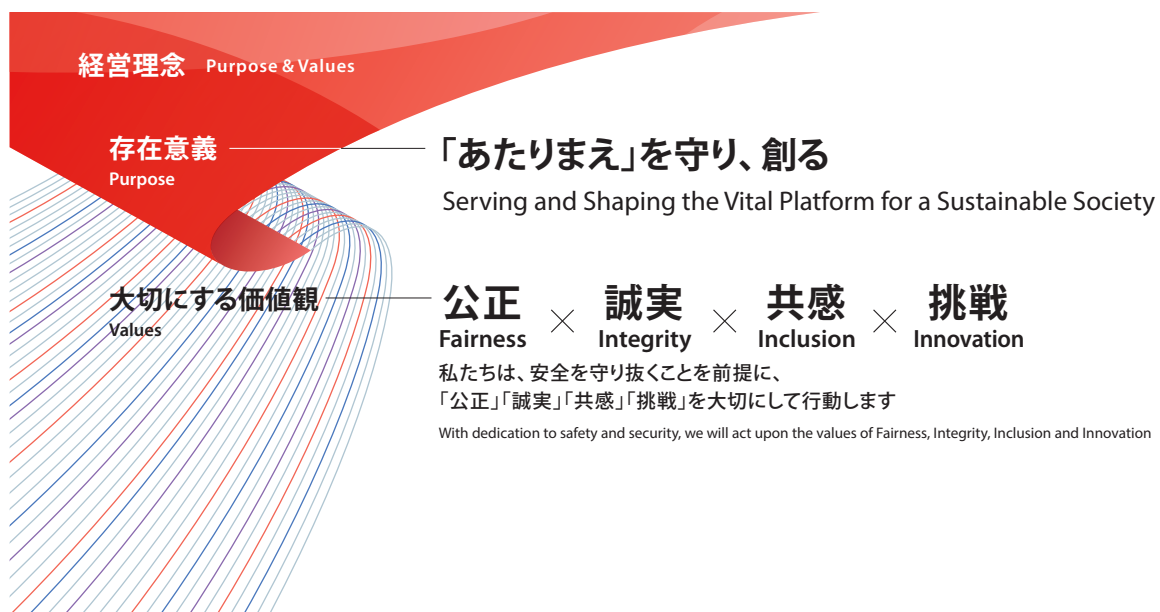 経営理念 Purpose & Values
存在意義
Purpose
「あたりまえ」を守り、創る
Serving and Shaping the Vital Platform for a Sustainable Society
大切にする価値観
Values
公正 × 誠実 × 共感 × 挑戦
Fairness Integrity Inclusion Innovation
私たちは、安全を守り抜くことを前提に、
「公正」「誠実」「共感」「挑戦」を大切にして行動します
With dedication to safety and security, we will act upon the values of Fairness, Integrity, Inclusion and Innovation